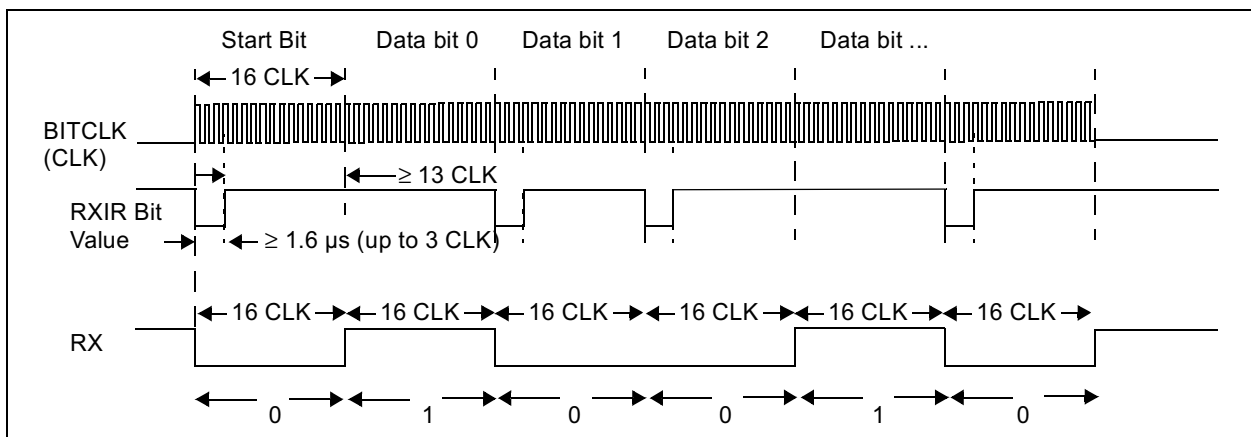 Start Bit Data bit 0 Data bit 1 Data bit 2 Data bit ...
16 CLK
BITCLK
(CLK)
≥ 13 CLK
RXIR Bit
Value
≥ 1.6 µs (up to 3 CLK)
16 CLK 16 CLK 16 CLK 16 CLK 16 CLK 16 CLK
RX
0 1 0 0 1 0